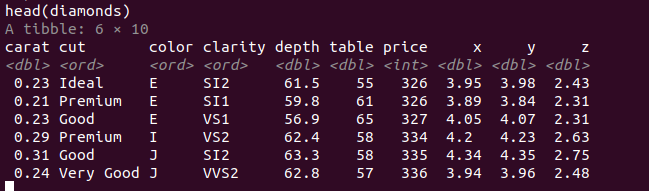 head(diamonds)
A tibble: 6 × 10
carat cut       color clarity depth table price     x     y     z
<dbl> <ord>     <ord> <ord>   <dbl> <dbl> <int> <dbl> <dbl> <dbl>
 0.23 Ideal     E     SI2      61.5    55   326  3.95  3.98  2.43
 0.21 Premium   E     SI1      59.8    61   326  3.89  3.84  2.31
 0.23 Good      E     VS1      56.9    65   327  4.05  4.07  2.31
 0.29 Premium   I     VS2      62.4    58   334  4.2   4.23  2.63
 0.31 Good      J     SI2      63.3    58   335  4.34  4.35  2.75
 0.24 Very Good J     VVS2     62.8    57   336  3.94  3.96  2.48